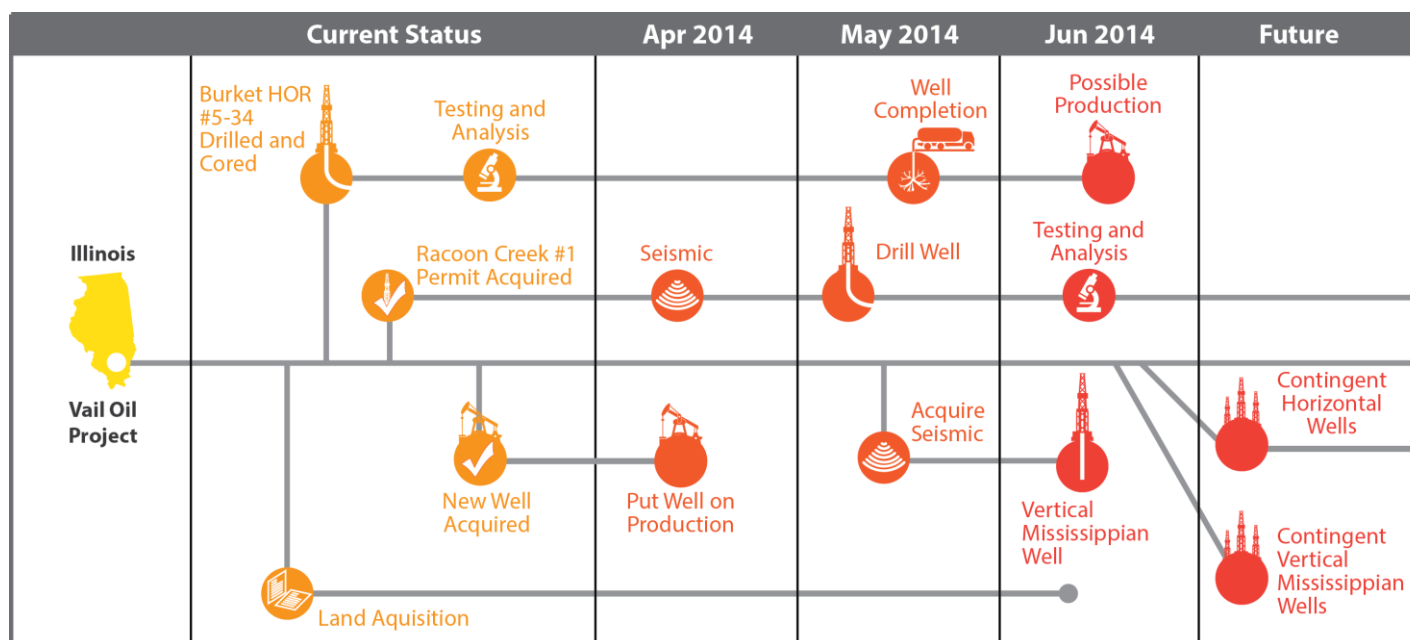 Current Status
Apr 2014
May 2014
Jun 2014
Future
Burket HOR
#5-34
Drilled and
Cored
Testing and
Analysis
Well
Completion
Possible
Production
Racoon Creek #1
Permit Acquired
Seismic
Drill Well
Testing and
Analysis
Illinois
Vail Oil
Project
New Well
Acquired
Put Well on
Production
Acquire
Seismic
Vertical
Mississippian
Well
Contingent
Horizontal
Wells
Contingent
Vertical
Mississippian
Wells
Land Aquisition